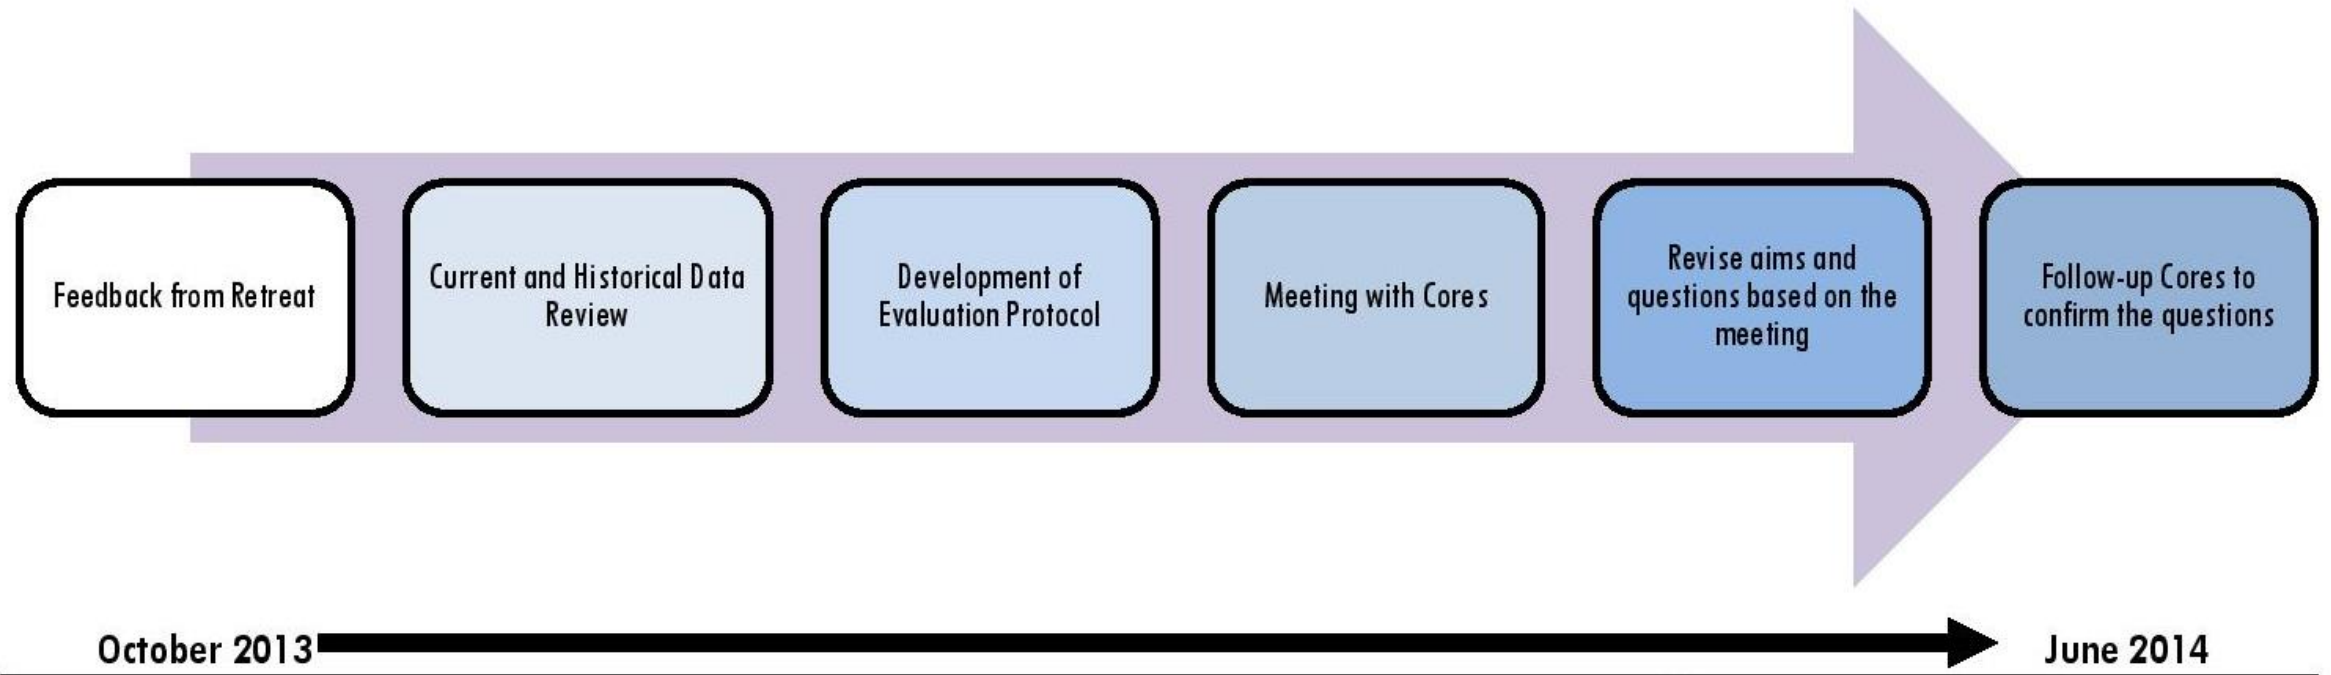 Feedback from Retreat
Current and Historical Data
Review
Development of
Evaluation Protocol
Meeting with Cores
Revise aims and
questions based on the
meeting
Follow-up Cores to
confirm the questions
October 2013
June 2014